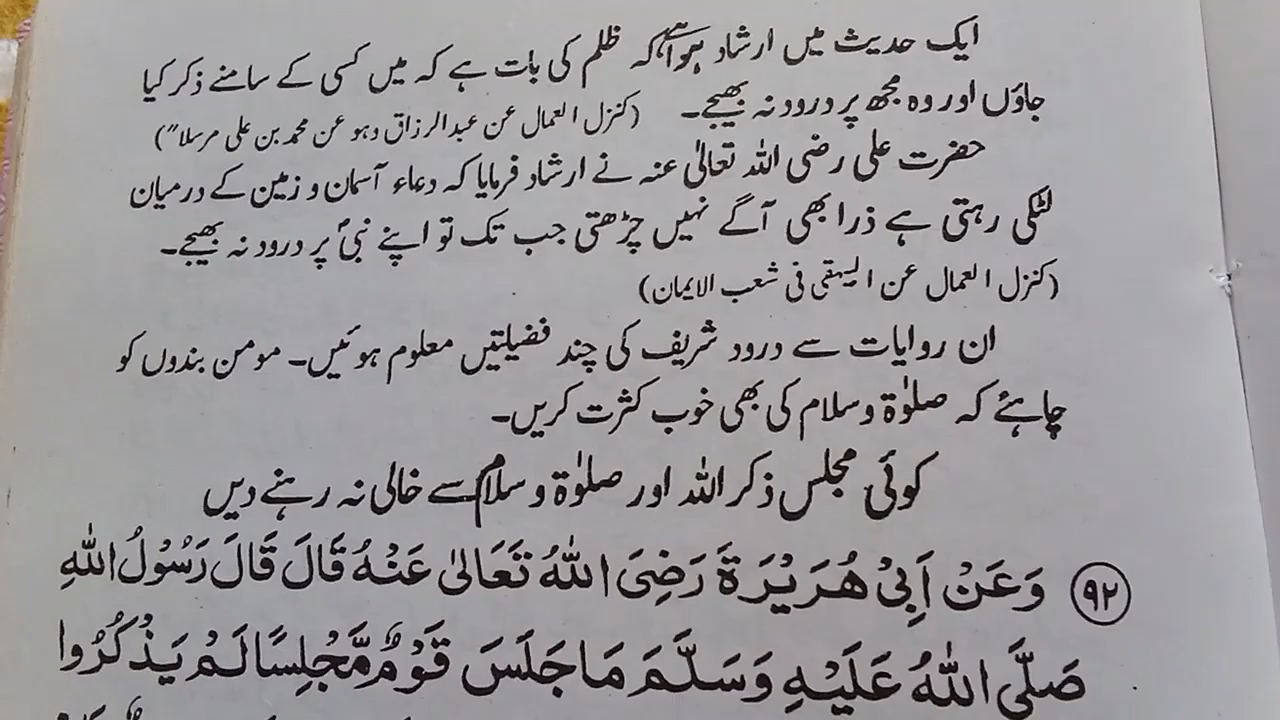 ایک حدیث میں ارشاد ہوا ہے کہ ظلم کی بات ہے کہ میں کسی کے سامنے ذکر کیا
جاؤں اور وہ مجھ پر درود نہ بھیجے۔ (کنزل العمال عن عبدالرزاق وہو عن محمد بن علی مرسلا")
حضرت علی رضی اللہ تعالیٰ عنہ نے ارشاد فرمایا کہ دعاء آسمان و زمین کے درمیان
لٹکی رہتی ہے ذرا بھی آگے نہیں چڑھتی جب تک تو اپنے نبیؐ پر درود نہ بھیجے۔
(کنزل العمال عن البیہقی فی شعب الایمان)
ان روایات سے درود شریف کی چند فضیلتیں معلوم ہوئیں۔ مومن بندوں کو
چاہئے کہ صلوٰۃ وسلام کی بھی خوب کثرت کریں۔
کوئی مجلس ذکر اللہ اور صلوٰۃ و سلام سے خالی نہ رہنے دیں
(۹۲) وَعَنْ اَبِیْ هُرَیْرَةَ رَضِیَ اللّٰهُ تَعَالیٰ عَنْهُ قَالَ قَالَ رَسُوْلُ اللّٰهِ
صَلَّی اللّٰهُ عَلَیْهِ وَسَلَّمَ مَا جَلَسَ قَوْمٌ مَّجْلِسًا لَمْ یَذْکُرُوا